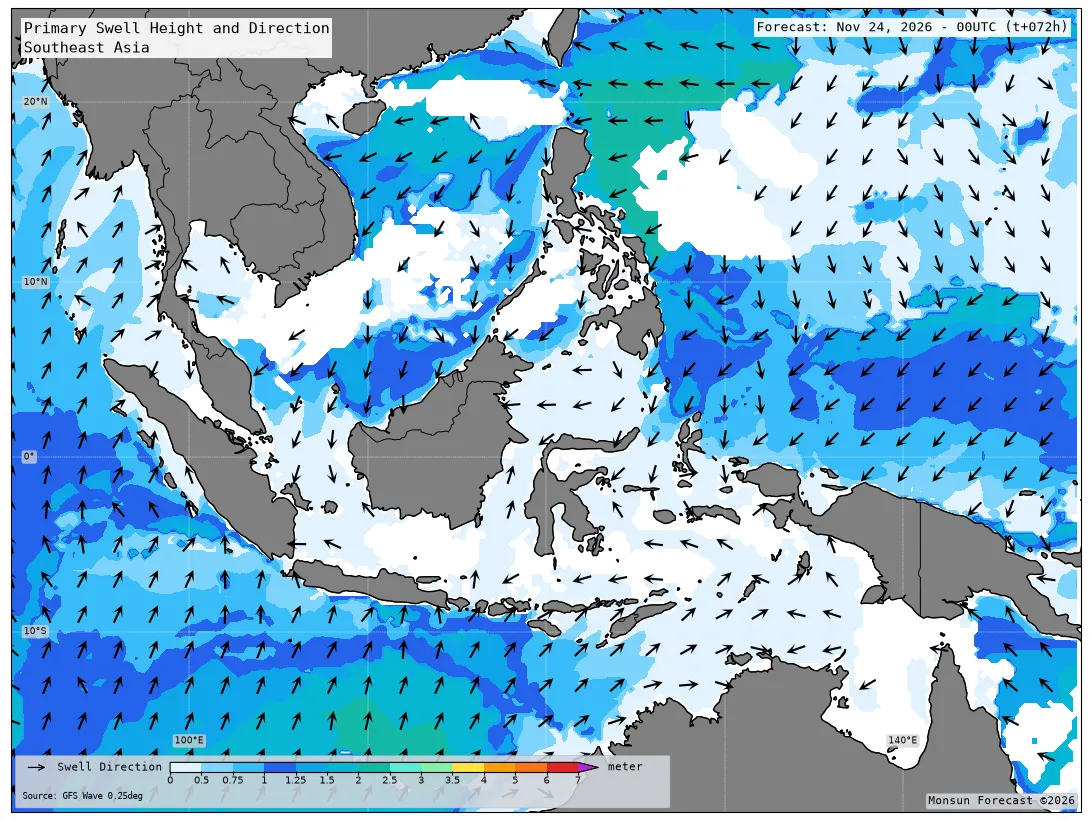 Primary Swell Height and Direction
Southeast Asia
Forecast: Nov 24, 2026 - 00UTC (t+072h)
20°N
10°N
0°
10°S
100°E
140°E
Swell Direction
0 0.5 0.75 1 1.25 1.5 2 2.5 3 3.5 4 5 6 7
meter
Source: GFS Wave 0.25deg
Monsun Forecast ©2026